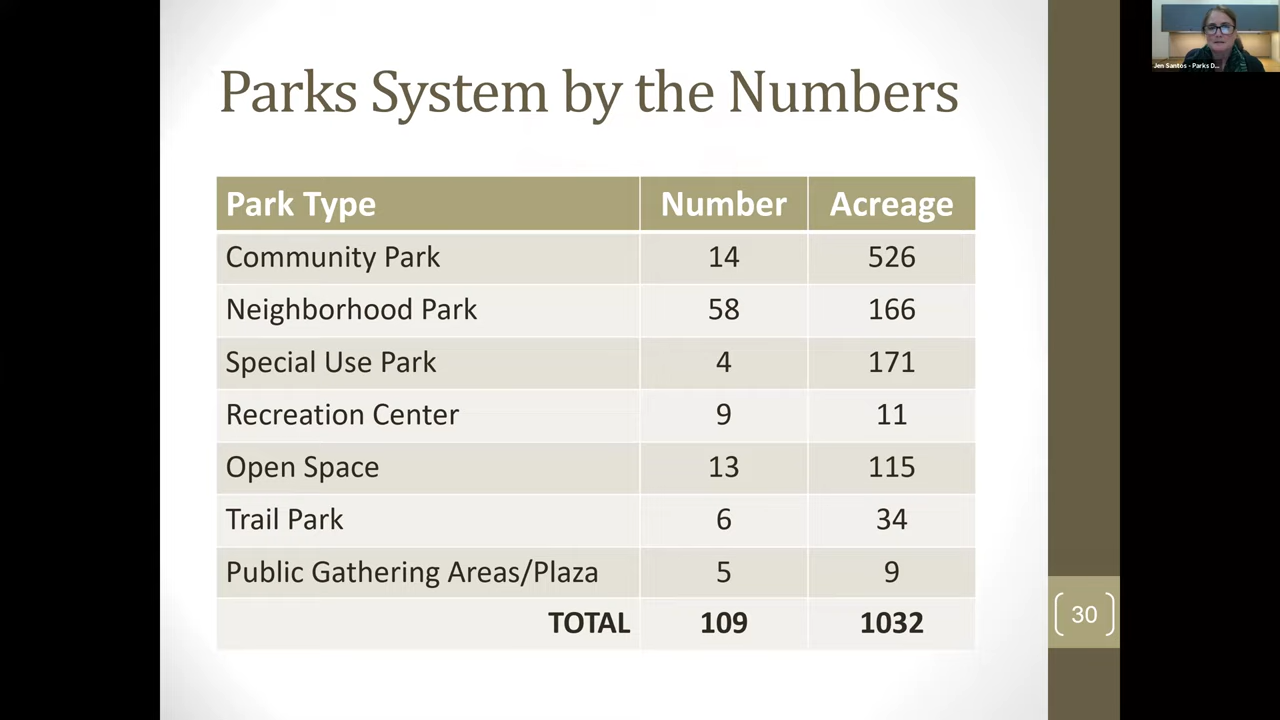 Jen Santos - Parks D...
Parks System by the Numbers
Park Type Number Acreage
Community Park 14 526
Neighborhood Park 58 166
Special Use Park 4 171
Recreation Center 9 11
Open Space 13 115
Trail Park 6 34
Public Gathering Areas/Plaza 5 9
TOTAL 109 1032
30